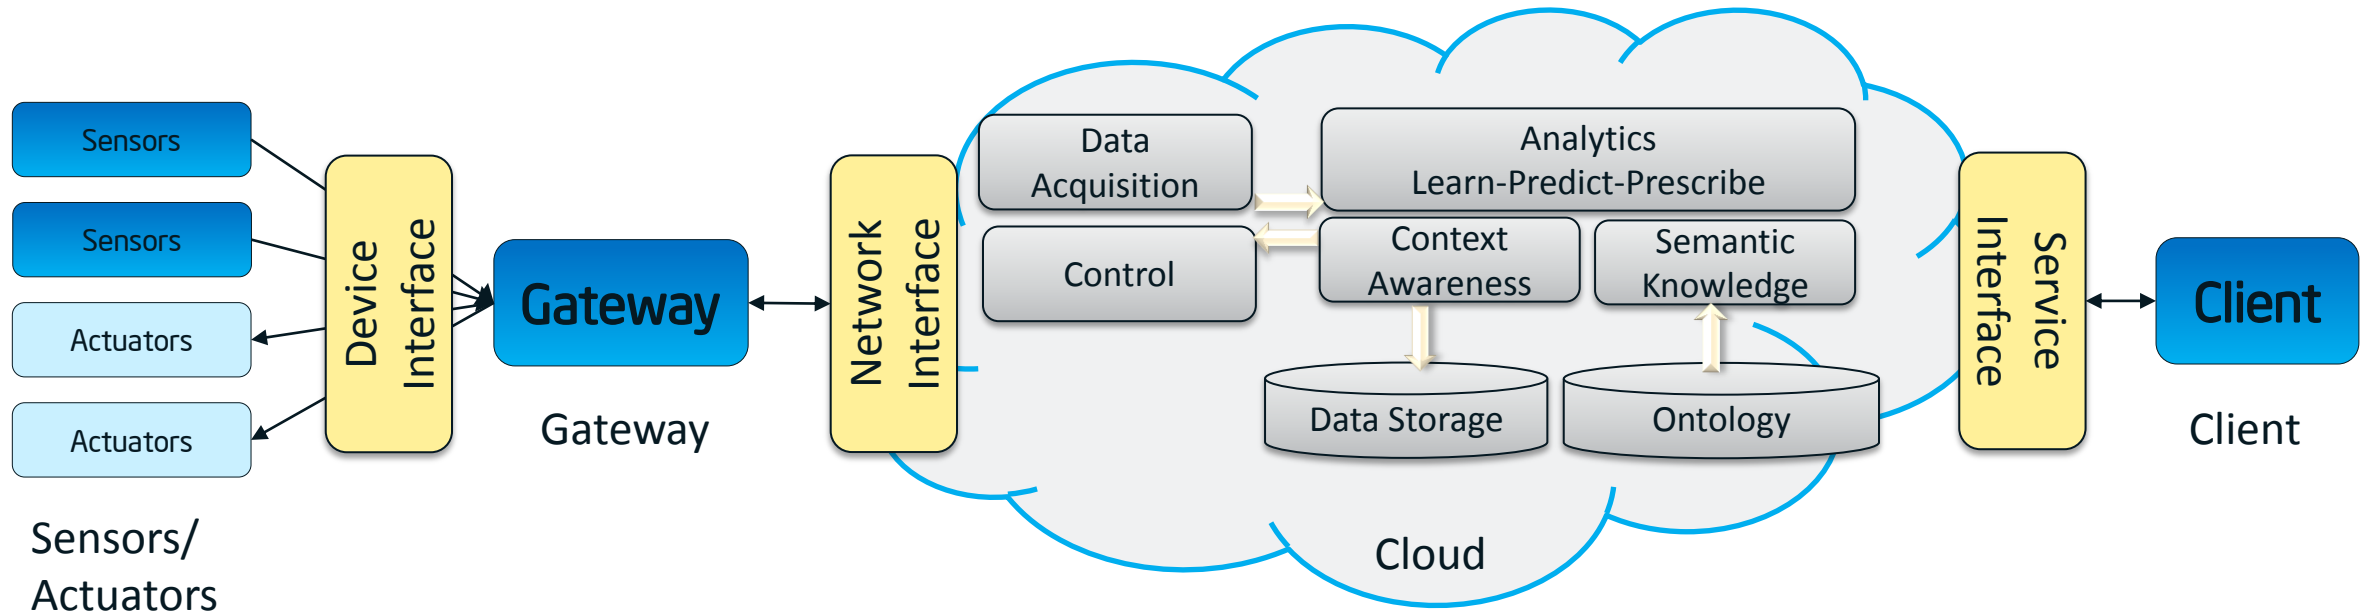 Sensors
Sensors
Actuators
Actuators
Sensors/
Actuators
Device
Interface
Gateway
Gateway
Network
Interface
Data
Acquisition
Control
Analytics
Learn-Predict-Prescribe
Context
Awareness
Semantic
Knowledge
Data Storage
Ontology
Cloud
Service
Interface
Client
Client